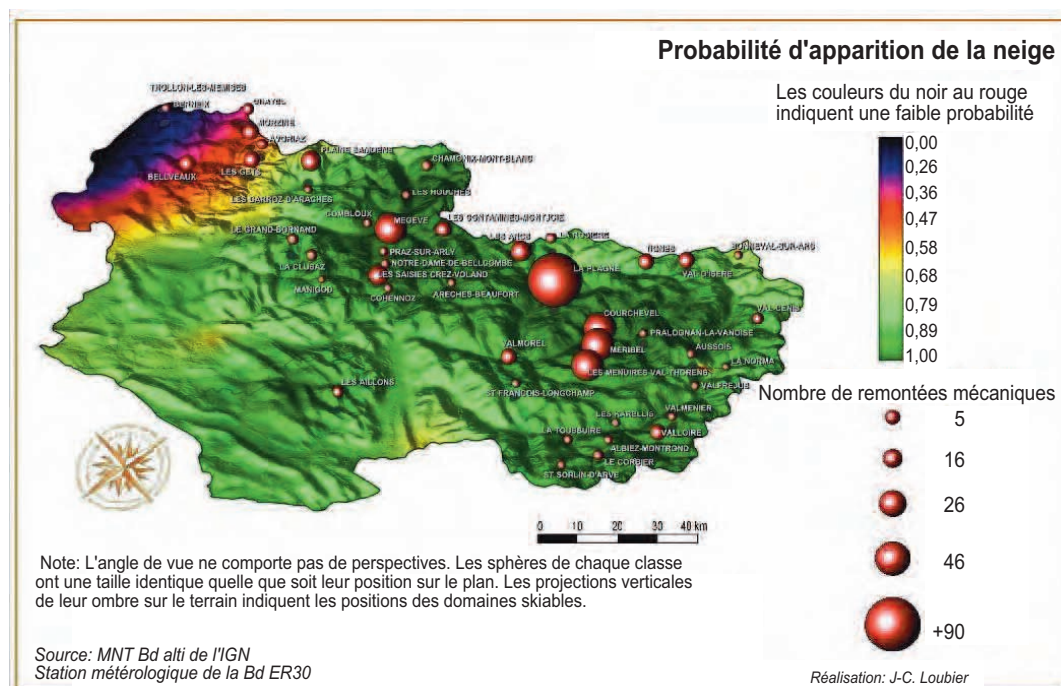 Probabilité d'apparition de la neige
Les couleurs du noir au rouge
indiquent une faible probabilité
0,00
0,26
0,36
0,47
0,58
0,68
0,79
0,89
1,00
THOLLON-LES-MEMISES
BERNEX
CHATEL
MORZINE
AVORIAZ
BELLVEAUX
LES GETS
CHAMONIX-MONT-BLANC
LES HOUCHES
COMBLOUX
MEGEVE
LES CONTAMINES-MONTJOIE
LE GRAND-BORNAND
LES ARCS
LA ROSIERE
TIGNES
BONNEVAL-SUR-ARC
PRAZ-SUR-ARLY
NOTRE-DAME-DE-BELLCOMBE
LA CLUSAZ
LES SAISIES CREZ-VOLAND
LA PLAGNE
VAL D'ISERE
MANIGOD
COHENNOZ
ARECHES-BEAUFORT
COURCHEVEL
VAL-CENIS
PRALOGNAN-LA-VANOISE
VALMOREL
MERIBEL
AUSSOIS
LA NORMA
LES MENUIRES-VAL-THORENS
LES AILLONS
ST FRANCOIS-LONGCHAMP
VALFREJUS
LES KARELLIS
VALMENIER
LA TOUSSUIRE
VALLOIRE
ALBIEZ-MONTROND
LE CORBIER
ST SORLIN-D'ARVE
Nombre de remontées mécaniques
5
16
26
46
+90
0 10 20 30 40 km
Note: L'angle de vue ne comporte pas de perspectives. Les sphères de chaque classe
ont une taille identique quelle que soit leur position sur le plan. Les projections verticales
de leur ombre sur le terrain indiquent les positions des domaines skiables.
Source: MNT Bd alti de l'IGN
Station métérologique de la Bd ER30
Réalisation: J-C. Loubier